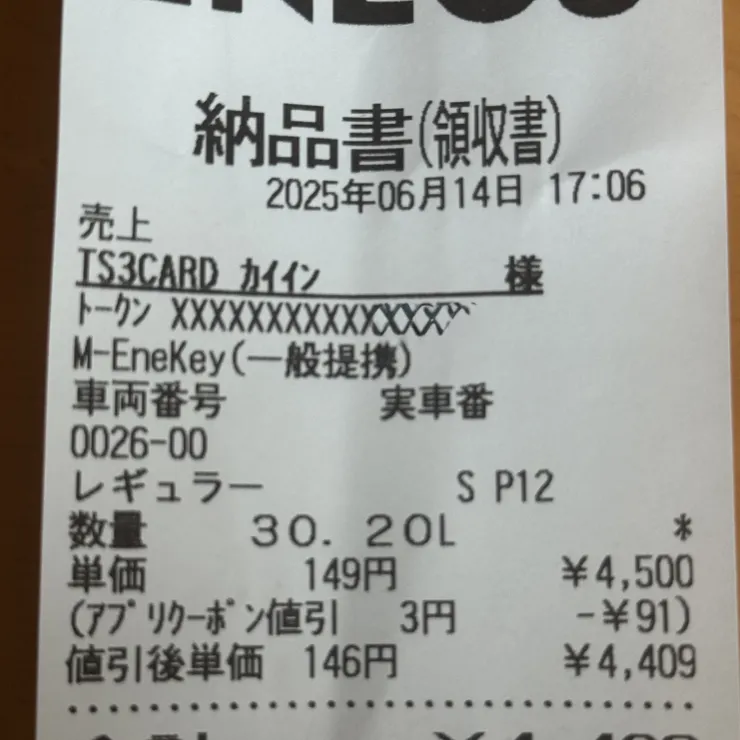 ENEOS
納品書(領収書)
2025年06月14日 17:06
売上
TS3CARD カイイン 様
トークン XXXXXXXXXXXXXXXX
M-EneKey(一般提携)
車両番号 実車番
0026-00
レギュラー S P12
数量 30.20L *
単価 149円 ¥4,500
(アプリクーポン値引 3円 -¥91)
値引後単価 146円 ¥4,409